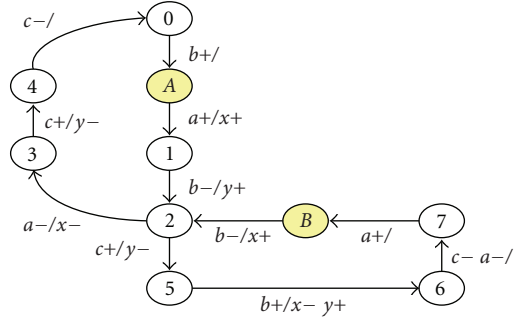 c−/
0
b+/
4
A
a+/x+
c+/y−
3
1
b−/y+
a−/x−
2
b−/x+
B
a+/
7
c+/y−
c− a−/
5
b+/x− y+
6